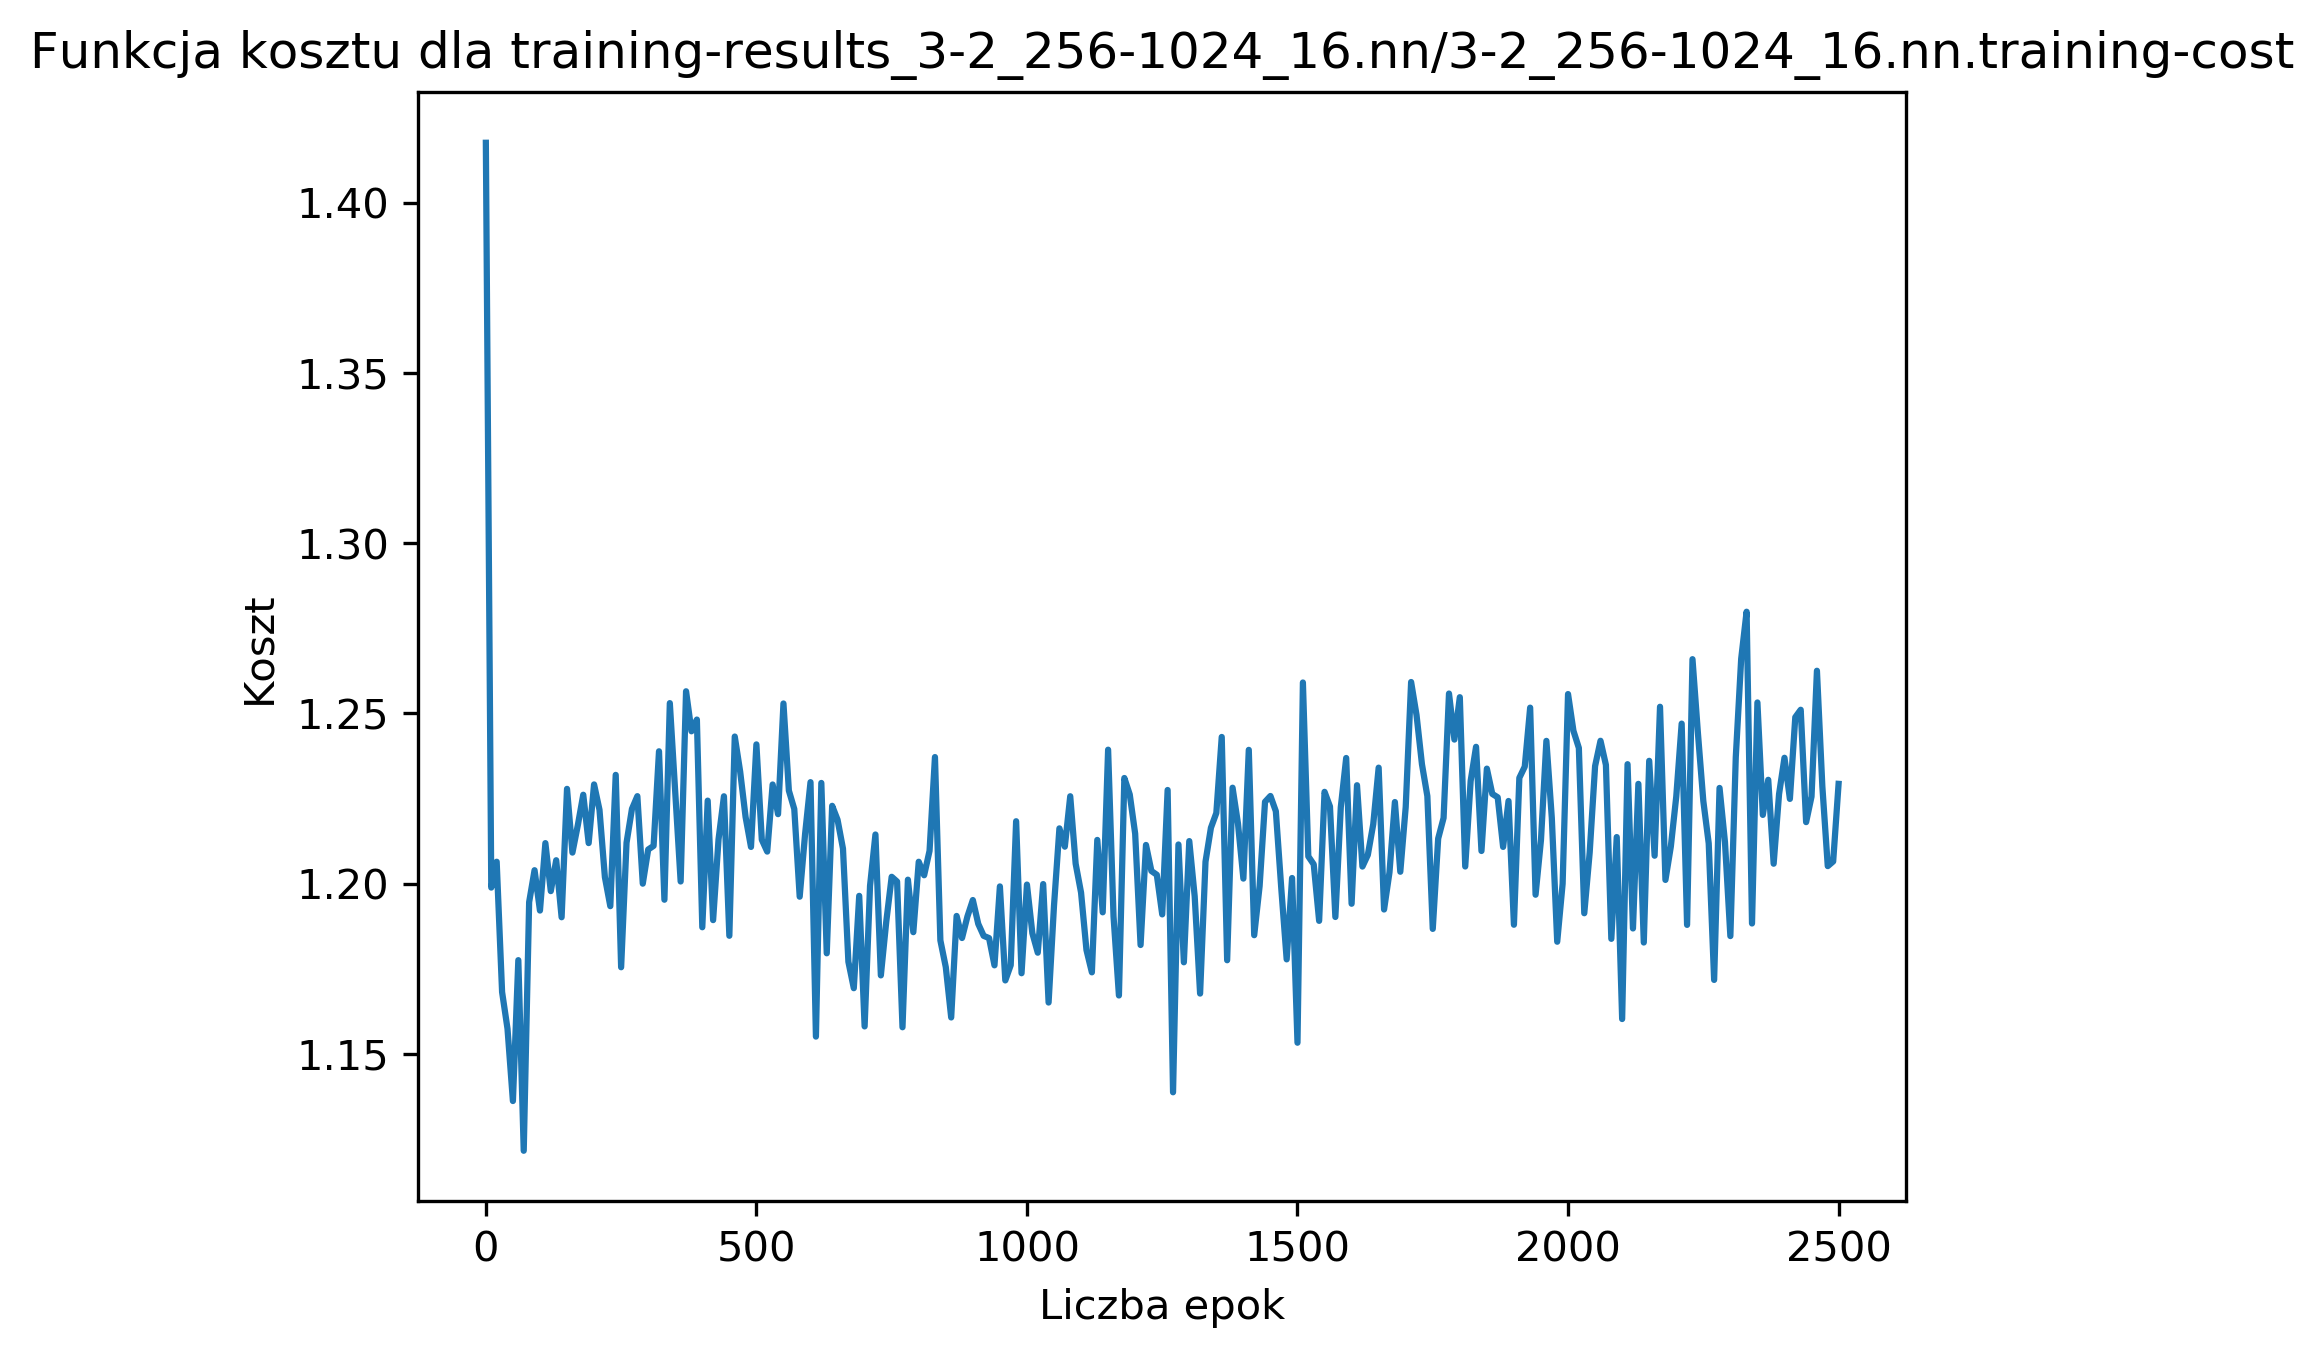 Funkcja kosztu dla training-results_3-2_256-1024_16.nn/3-2_256-1024_16.nn.training-cost
1.40
1.35
1.30
1.25
1.20
1.15
Koszt
0 500 1000 1500 2000 2500
Liczba epok